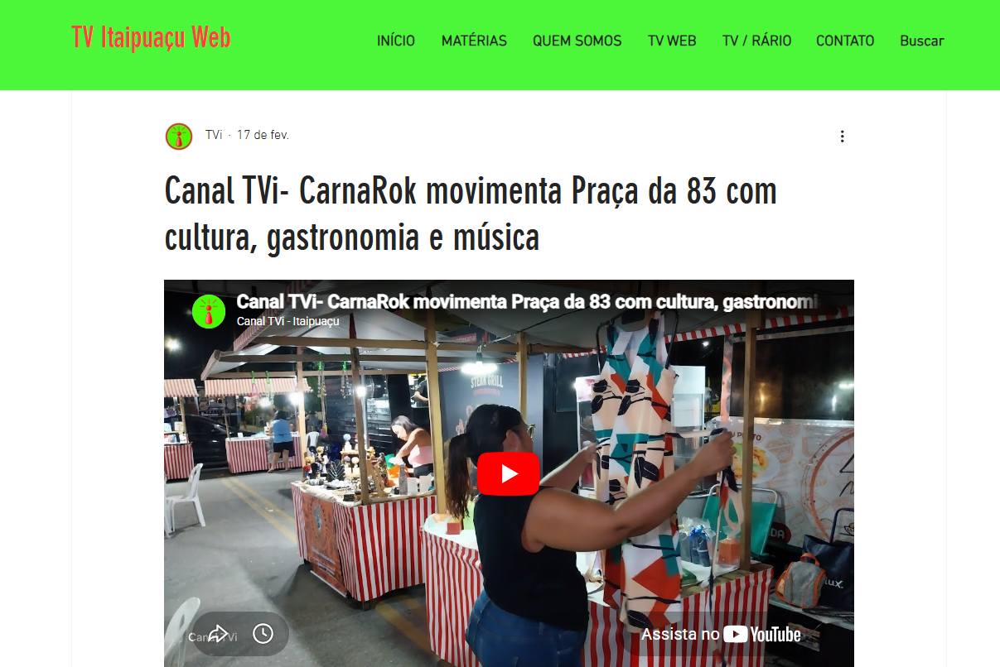 TV Itaipuaçu Web
INÍCIO MATÉRIAS QUEM SOMOS TV WEB TV / RÁRIO CONTATO Buscar
TVi · 17 de fev.
Canal TVi- CarnaRok movimenta Praça da 83 com
cultura, gastronomia e música
Canal TVi- CarnaRok movimenta Praça da 83 com cultura, gastronomi
Canal TVi - Itaipuaçu
STEAK GRILL
Assista no YouTube